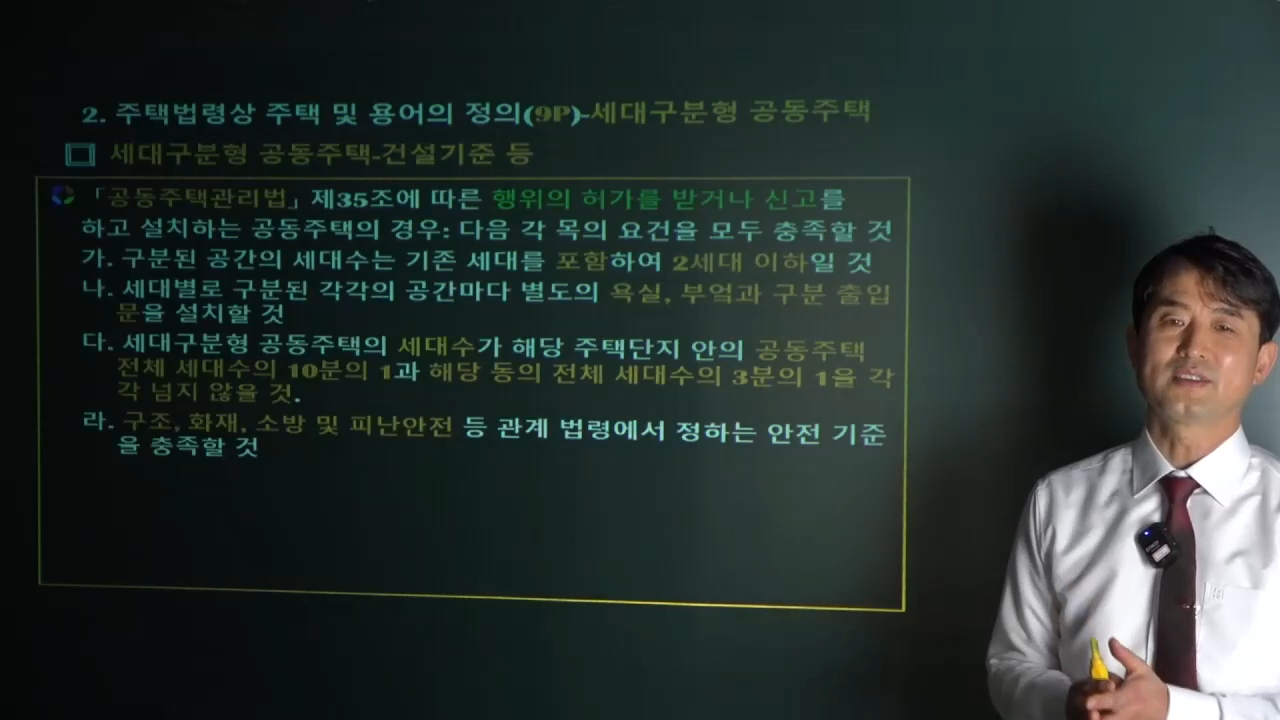 2. 주택법령상 주택 및 용어의 정의(9P)-세대구분형 공동주택
세대구분형 공동주택-건설기준 등
「공동주택관리법」 제35조에 따른 행위의 허가를 받거나 신고를
하고 설치하는 공동주택의 경우: 다음 각 목의 요건을 모두 충족할 것
가. 구분된 공간의 세대수는 기존 세대를 포함하여 2세대 이하일 것
나. 세대별로 구분된 각각의 공간마다 별도의 욕실, 부엌과 구분 출입
문을 설치할 것
다. 세대구분형 공동주택의 세대수가 해당 주택단지 안의 공동주택
전체 세대수의 10분의 1과 해당 동의 전체 세대수의 3분의 1을 각
각 넘지 않을 것.
라. 구조, 화재, 소방 및 피난안전 등 관계 법령에서 정하는 안전 기준
을 충족할 것